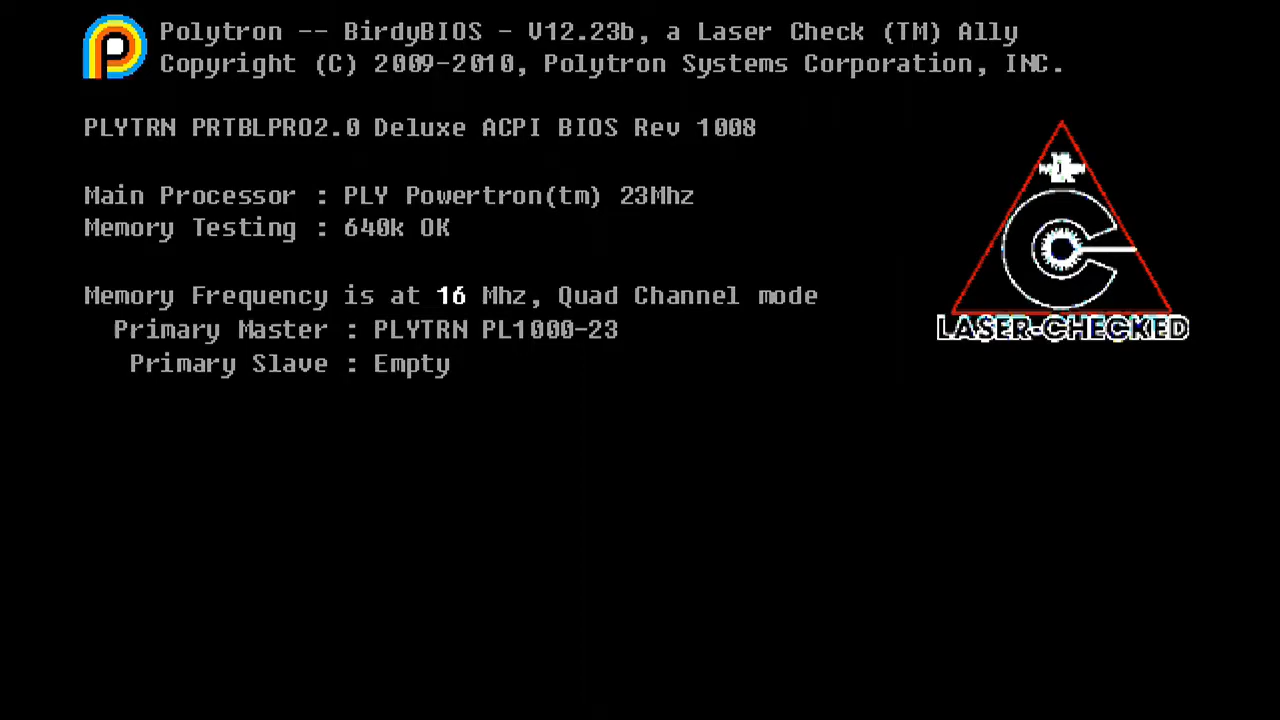 Polytron -- BirdyBIOS - V12.23b, a Laser Check (TM) Ally
Copyright (C) 2009-2010, Polytron Systems Corporation, INC.
PLYTRN PRTBLPRO2.0 Deluxe ACPI BIOS Rev 1008
Main Processor : PLY Powertron(tm) 23Mhz
Memory Testing : 640k OK
Memory Frequency is at 16 Mhz, Quad Channel mode
Primary Master : PLYTRN PL1000-23
Primary Slave : Empty
LASER-CHECKED